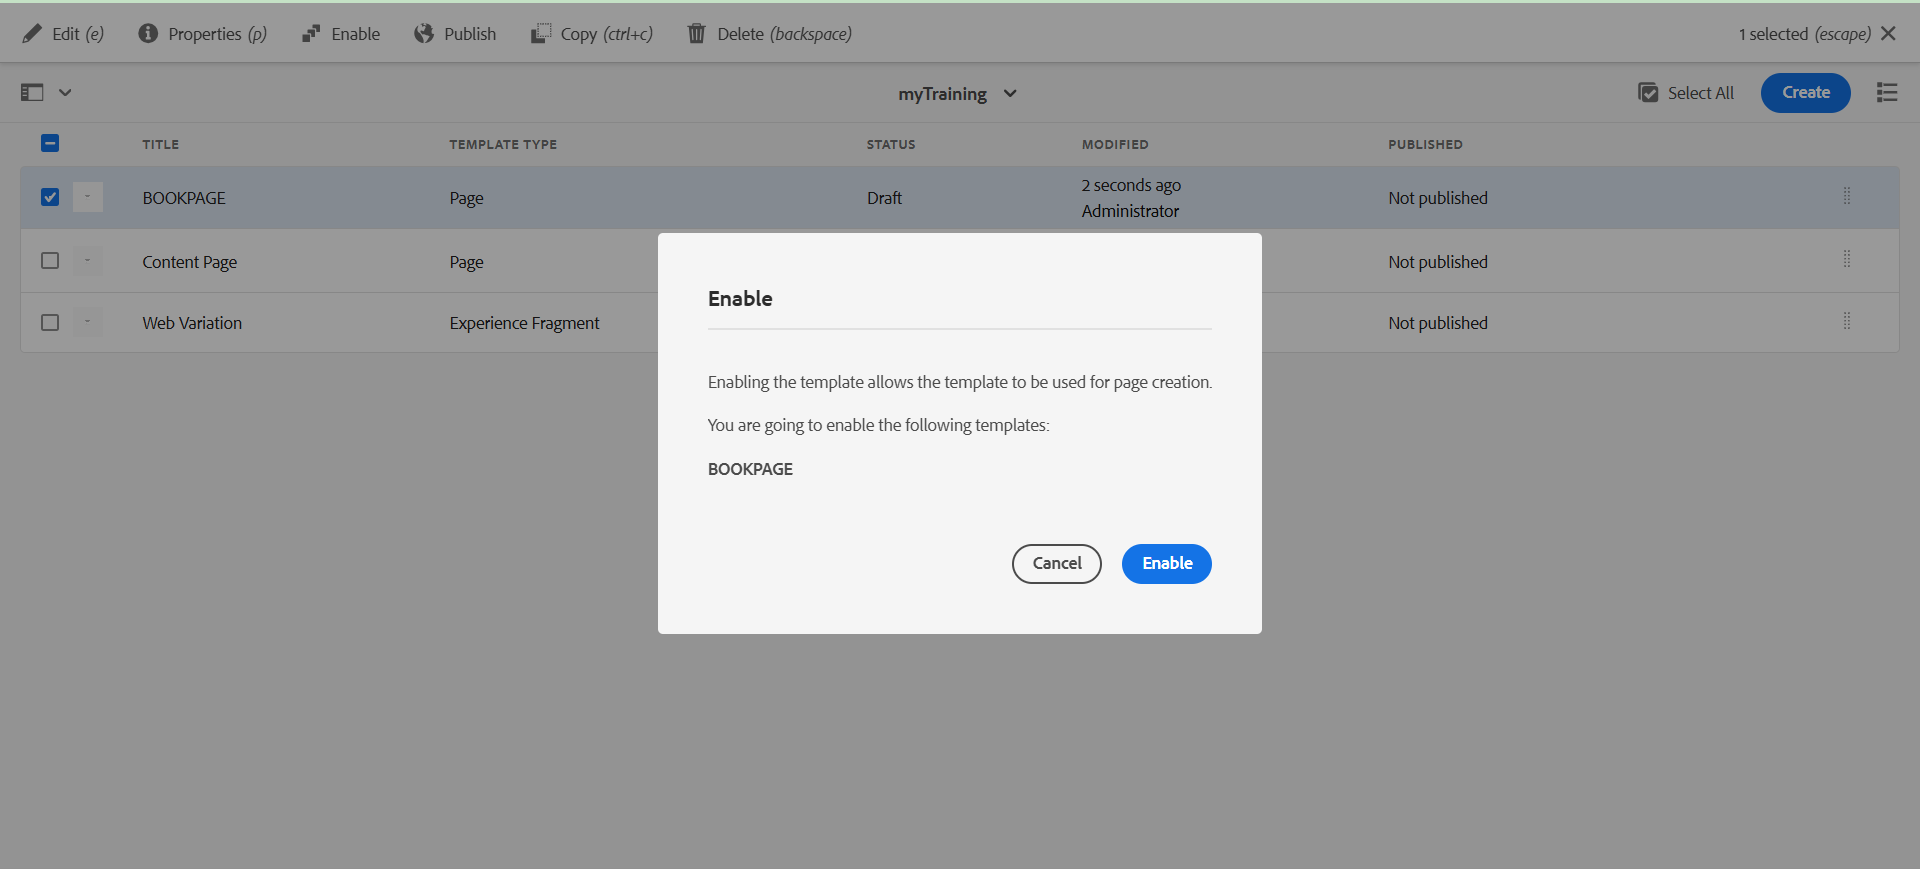 Edit (e) Properties (p) Enable Publish Copy (ctrl+c) Delete (backspace) 1 selected (escape)
myTraining Select All Create
TITLE TEMPLATE TYPE STATUS MODIFIED PUBLISHED
BOOKPAGE Page Draft 2 seconds ago Not published
Administrator
Content Page Page Not published
Web Variation Experience Fragment Not published
Enable
Enabling the template allows the template to be used for page creation.
You are going to enable the following templates:
BOOKPAGE
Cancel Enable